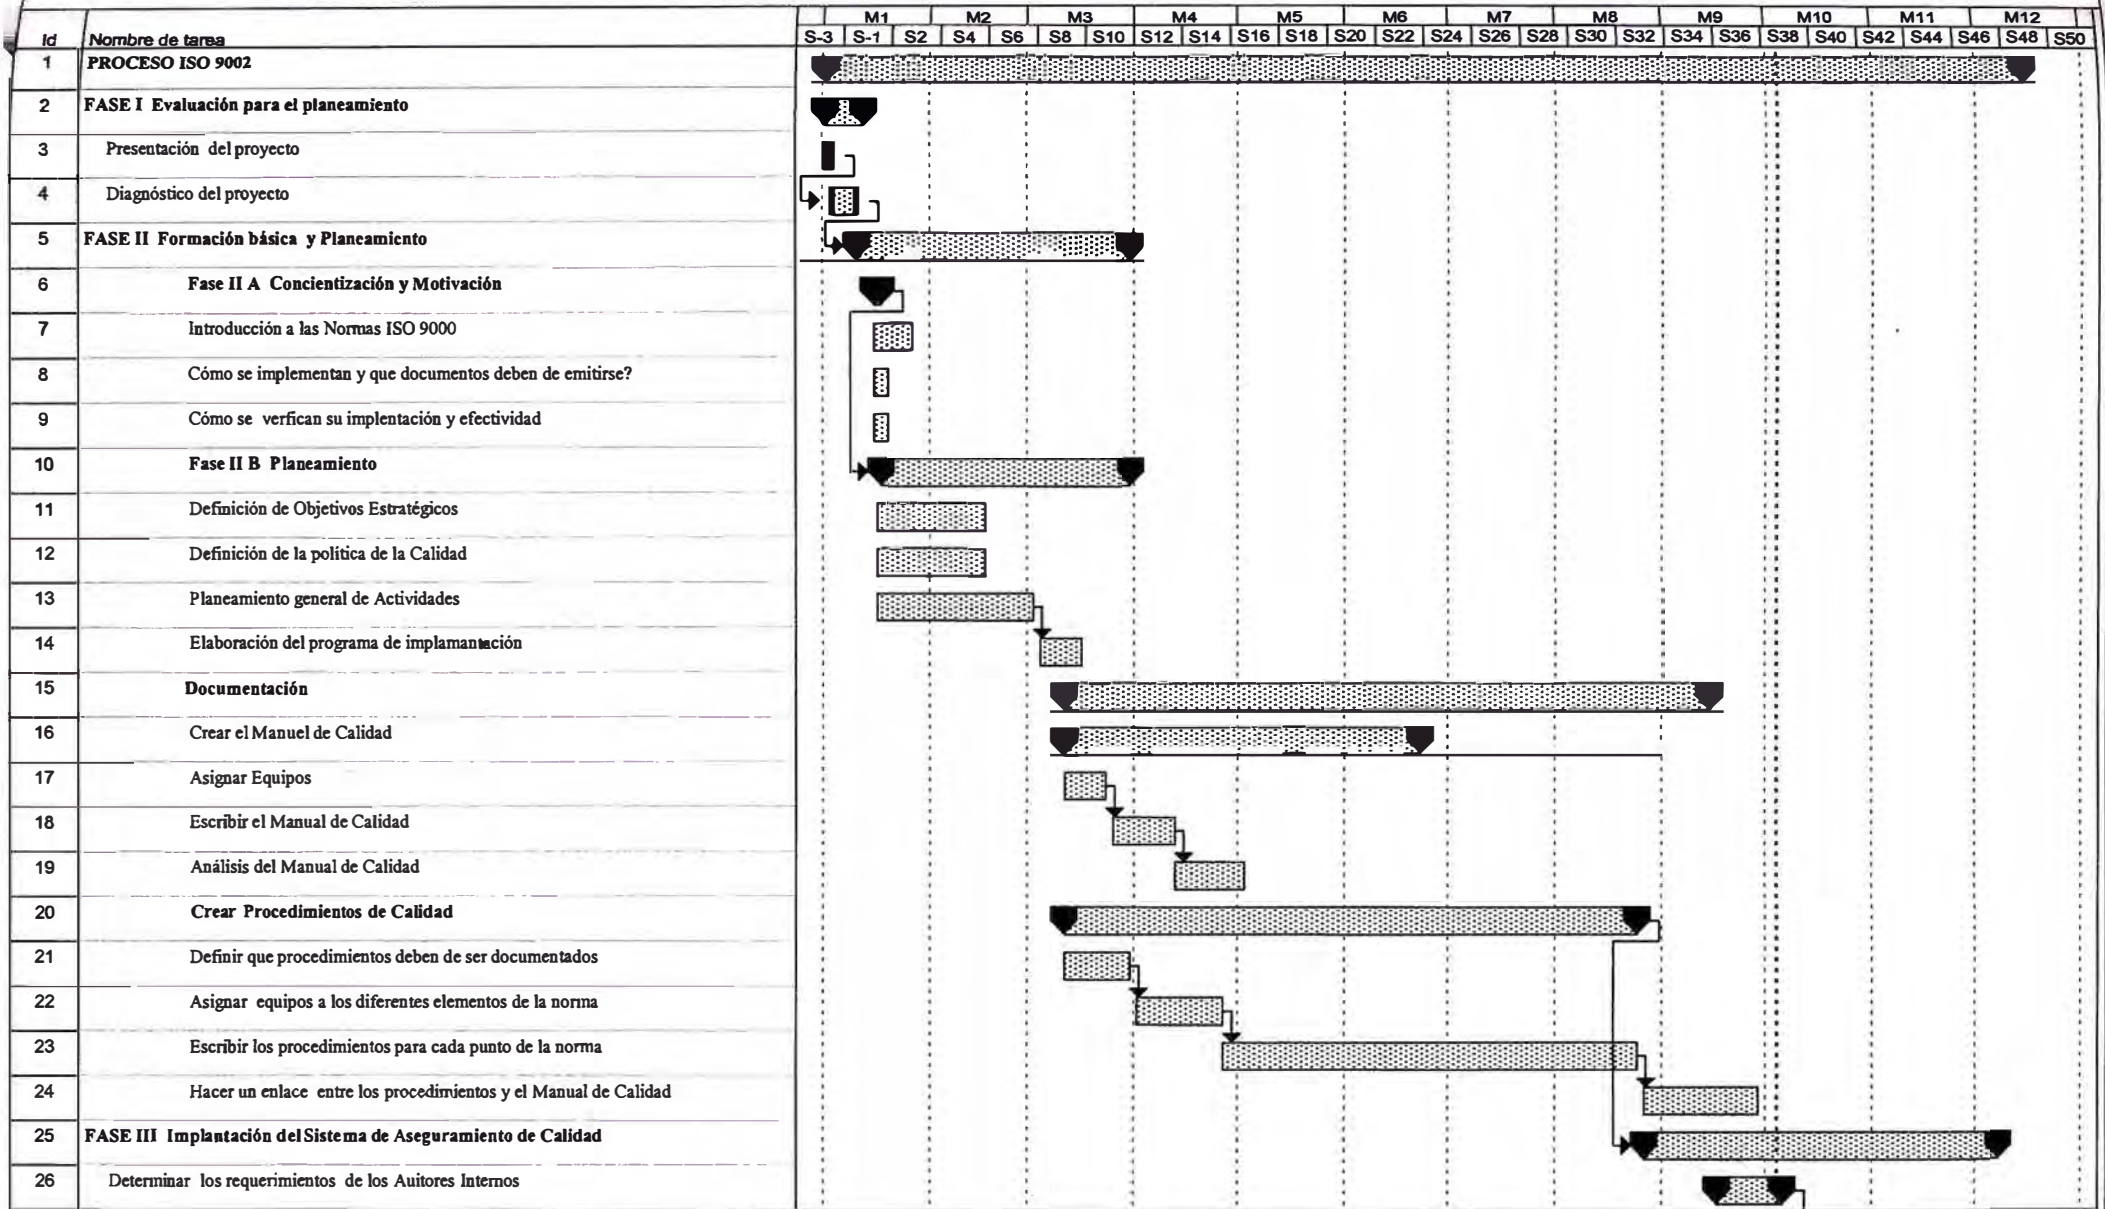 M1 M2 M3 M4 M5 M6 M7 M8 M9 M10 M11 M12
Id Nombre de tarea S-3 S-1 S2 S4 S6 S8 S10 S12 S14 S16 S18 S20 S22 S24 S26 S28 S30 S32 S34 S36 S38 S40 S42 S44 S46 S48 S50
1 PROCESO ISO 9002
2 FASE I Evaluación para el planeamiento
3 Presentación del proyecto
4 Diagnóstico del proyecto
5 FASE II Formación básica y Planeamiento
6 Fase II A Concientización y Motivación
7 Introducción a las Normas ISO 9000
8 Cómo se implementan y que documentos deben de emitirse?
9 Cómo se verfican su implentación y efectividad
10 Fase II B Planeamiento
11 Definición de Objetivos Estratégicos
12 Definición de la política de la Calidad
13 Planeamiento general de Actividades
14 Elaboración del programa de implamantación
15 Documentación
16 Crear el Manuel de Calidad
17 Asignar Equipos
18 Escribir el Manual de Calidad
19 Análisis del Manual de Calidad
20 Crear Procedimientos de Calidad
21 Definir que procedimientos deben de ser documentados
22 Asignar equipos a los diferentes elementos de la norma
23 Escribir los procedimientos para cada punto de la norma
24 Hacer un enlace entre los procedimientos y el Manual de Calidad
25 FASE III Implantación del Sistema de Aseguramiento de Calidad
26 Determinar los requerimientos de los Auitores Internos